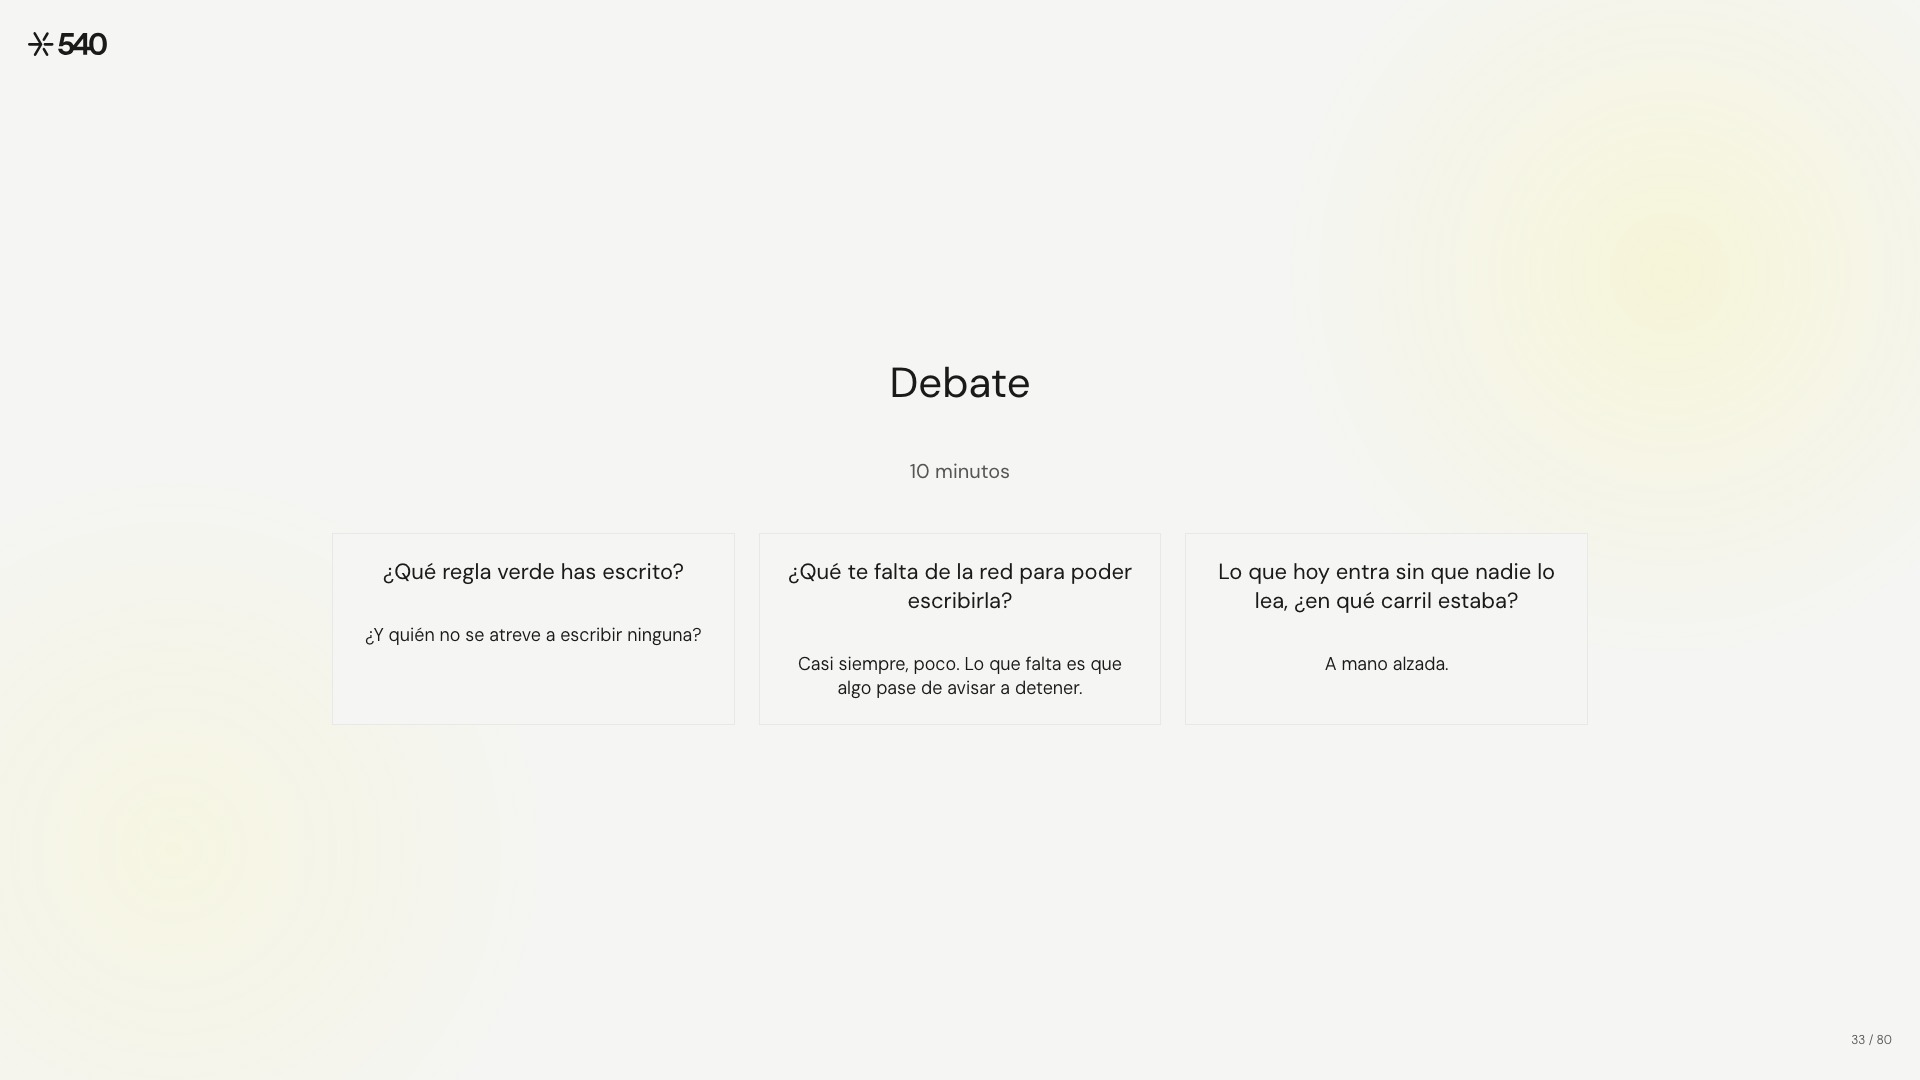 540
Debate
10 minutos
¿Qué regla verde has escrito?
¿Y quién no se atreve a escribir ninguna?
¿Qué te falta de la red para poder
escribirla?
Casi siempre, poco. Lo que falta es que
algo pase de avisar a detener.
Lo que hoy entra sin que nadie lo
lea, ¿en qué carril estaba?
A mano alzada.
33 / 80